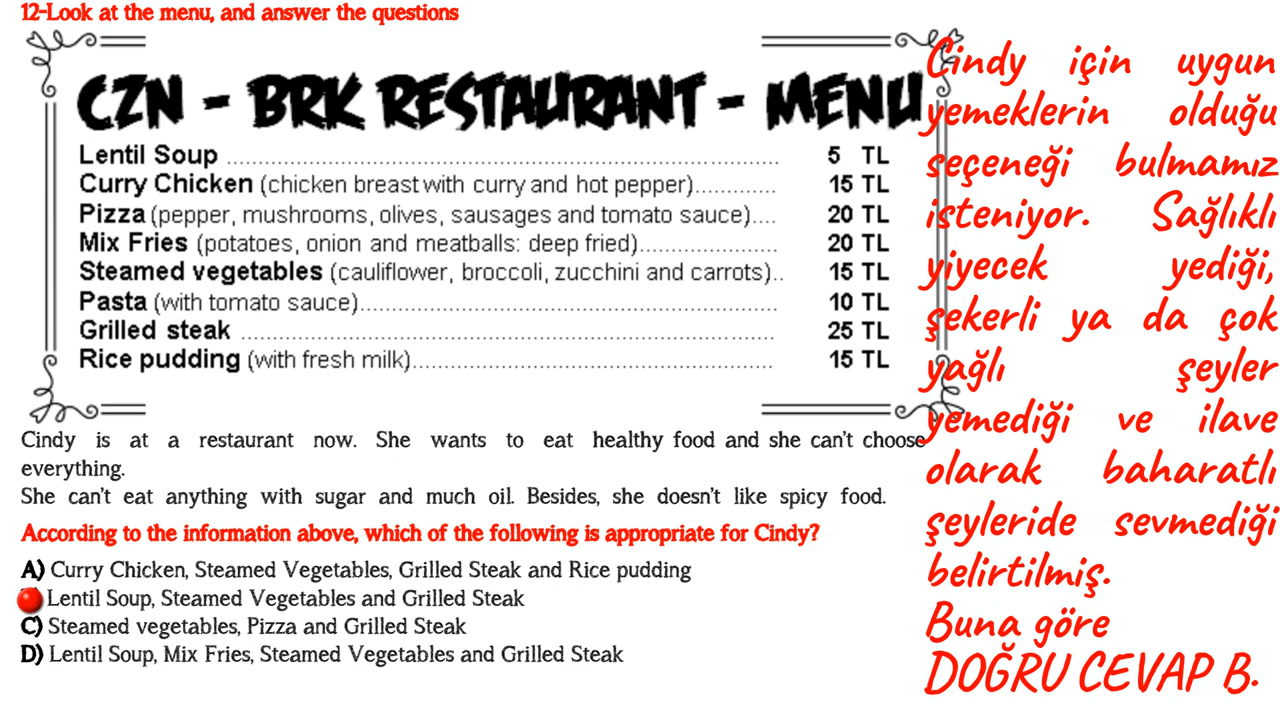 12-Look at the menu, and answer the questions
CZN - BRK RESTAURANT - MENU
Lentil Soup ........................................................................................ 5 TL
Curry Chicken (chicken breast with curry and hot pepper)............. 15 TL
Pizza (pepper, mushrooms, olives, sausages and tomato sauce).... 20 TL
Mix Fries (potatoes, onion and meatballs: deep fried)...................... 20 TL
Steamed vegetables (cauliflower, broccoli, zucchini and carrots).. 15 TL
Pasta (with tomato sauce)................................................................. 10 TL
Grilled steak ..................................................................................... 25 TL
Rice pudding (with fresh milk)......................................................... 15 TL
Cindy is at a restaurant now. She wants to eat healthy food and she can't choose
everything.
She can't eat anything with sugar and much oil. Besides, she doesn't like spicy food.
According to the information above, which of the following is appropriate for Cindy?
A) Curry Chicken, Steamed Vegetables, Grilled Steak and Rice pudding
Lentil Soup, Steamed Vegetables and Grilled Steak
C) Steamed vegetables, Pizza and Grilled Steak
D) Lentil Soup, Mix Fries, Steamed Vegetables and Grilled Steak
Cindy için uygun
yemeklerin olduğu
seçeneği bulmamız
isteniyor. Sağlıklı
yiyecek yediği,
şekerli ya da çok
yağlı şeyler
yemediği ve ilave
olarak baharatlı
şeyleride sevmediği
belirtilmiş.
Buna göre
DOĞRU CEVAP B.